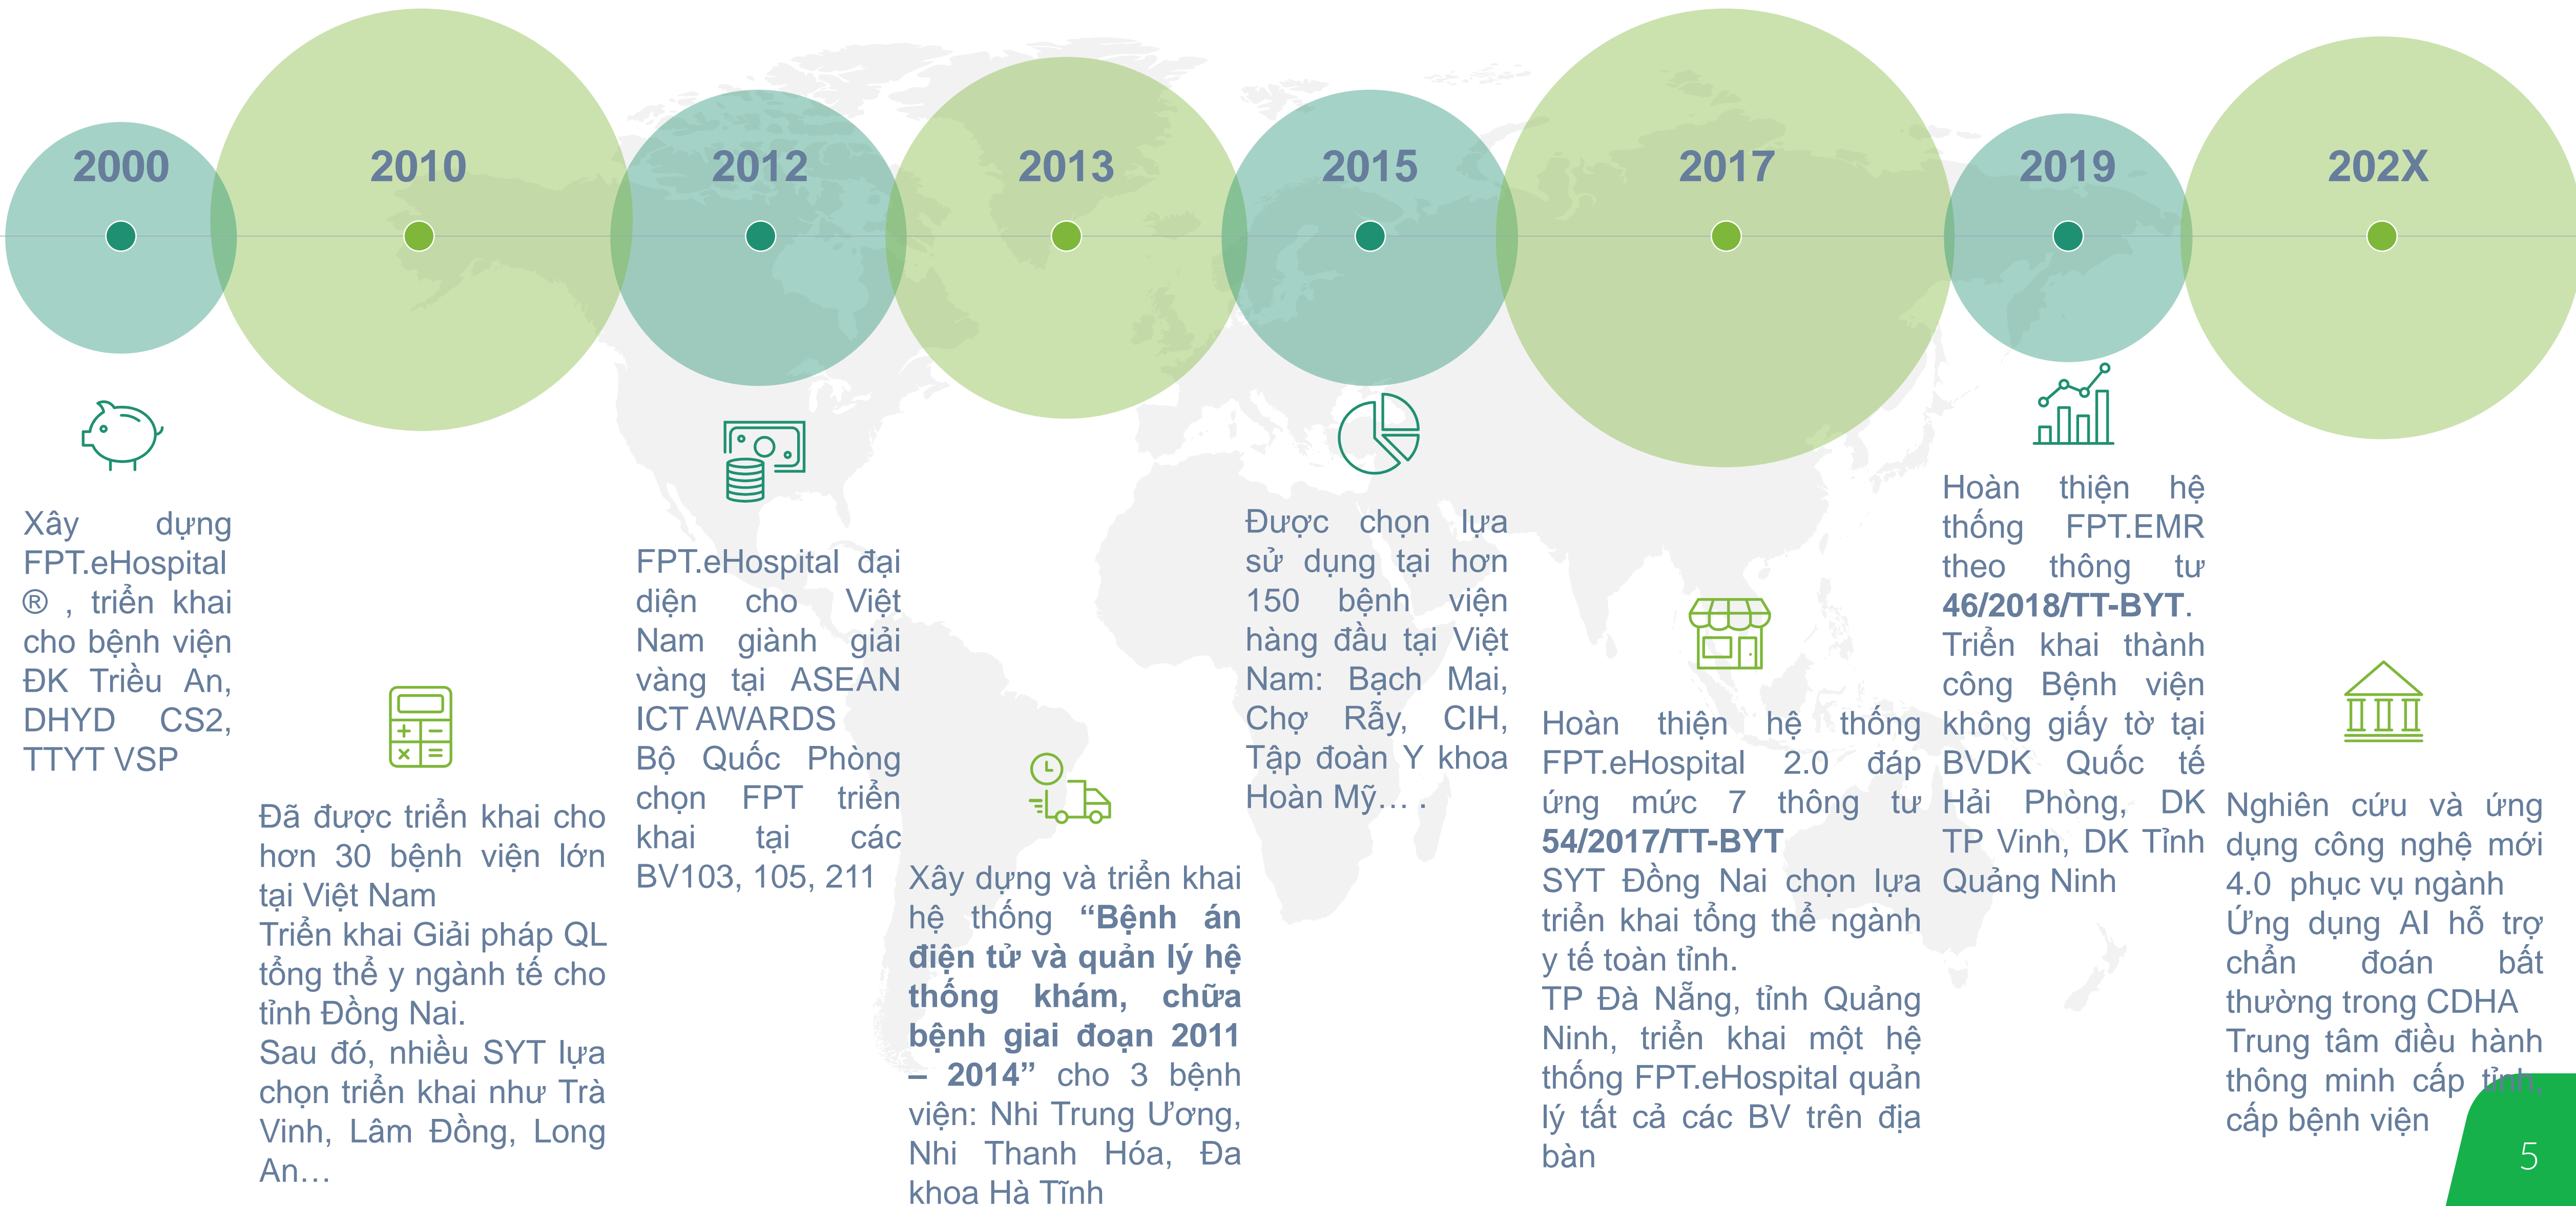 2000
Xây dựng
FPT.eHospital
® , triển khai
cho bệnh viện
ĐK Triều An,
DHYD CS2,
TTYT VSP
2010
Đã được triển khai cho
hơn 30 bệnh viện lớn
tại Việt Nam
Triển khai Giải pháp QL
tổng thể y ngành tế cho
tỉnh Đồng Nai.
Sau đó, nhiều SYT lựa
chọn triển khai như Trà
Vinh, Lâm Đồng, Long
An…
2012
FPT.eHospital đại
diện cho Việt
Nam giành giải
vàng tại ASEAN
ICT AWARDS
Bộ Quốc Phòng
chọn FPT triển
khai tại các
BV103, 105, 211
2013
Xây dựng và triển khai
hệ thống “Bệnh án
điện tử và quản lý hệ
thống khám, chữa
bệnh giai đoạn 2011
– 2014” cho 3 bệnh
viện: Nhi Trung Ương,
Nhi Thanh Hóa, Đa
khoa Hà Tĩnh
2015
Được chọn lựa
sử dụng tại hơn
150 bệnh viện
hàng đầu tại Việt
Nam: Bạch Mai,
Chợ Rẫy, CIH,
Tập đoàn Y khoa
Hoàn Mỹ… .
2017
Hoàn thiện hệ thống
FPT.eHospital 2.0 đáp
ứng mức 7 thông tư
54/2017/TT-BYT
SYT Đồng Nai chọn lựa
triển khai tổng thể ngành
y tế toàn tỉnh.
TP Đà Nẵng, tỉnh Quảng
Ninh, triển khai một hệ
thống FPT.eHospital quản
lý tất cả các BV trên địa
bàn
2019
Hoàn thiện hệ
thống FPT.EMR
theo thông tư
46/2018/TT-BYT.
Triển khai thành
công Bệnh viện
không giấy tờ tại
BVDK Quốc tế
Hải Phòng, DK
TP Vinh, DK Tỉnh
Quảng Ninh
202X
Nghiên cứu và ứng
dụng công nghệ mới
4.0 phục vụ ngành
Ứng dụng AI hỗ trợ
chẩn đoán bất
thường trong CDHA
Trung tâm điều hành
thông minh cấp tỉnh,
cấp bệnh viện
5